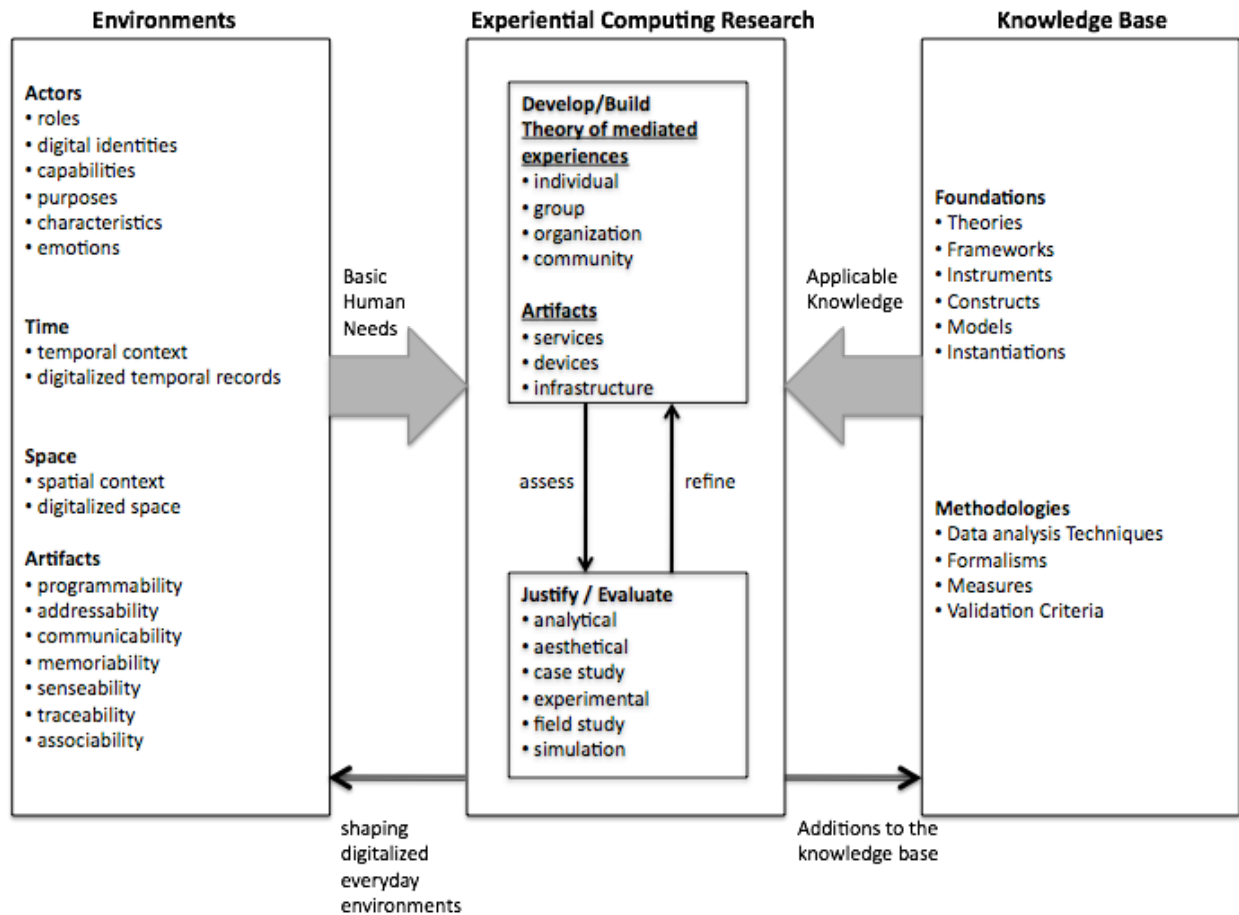 Environments
Actors
• roles
• digital identities
• capabilities
• purposes
• characteristics
• emotions
Time
• temporal context
• digitalized temporal records
Space
• spatial context
• digitalized space
Artifacts
• programmability
• addressability
• communicability
• memoriability
• senseability
• traceability
• associability
Basic
Human
Needs
shaping
digitalized
everyday
environments
Experiential Computing Research
Develop/Build
Theory of mediated
experiences
• individual
• group
• organization
• community
Artifacts
• services
• devices
• infrastructure
assess
refine
Justify / Evaluate
• analytical
• aesthetical
• case study
• experimental
• field study
• simulation
Applicable
Knowledge
Additions to the
knowledge base
Knowledge Base
Foundations
• Theories
• Frameworks
• Instruments
• Constructs
• Models
• Instantiations
Methodologies
• Data analysis Techniques
• Formalisms
• Measures
• Validation Criteria